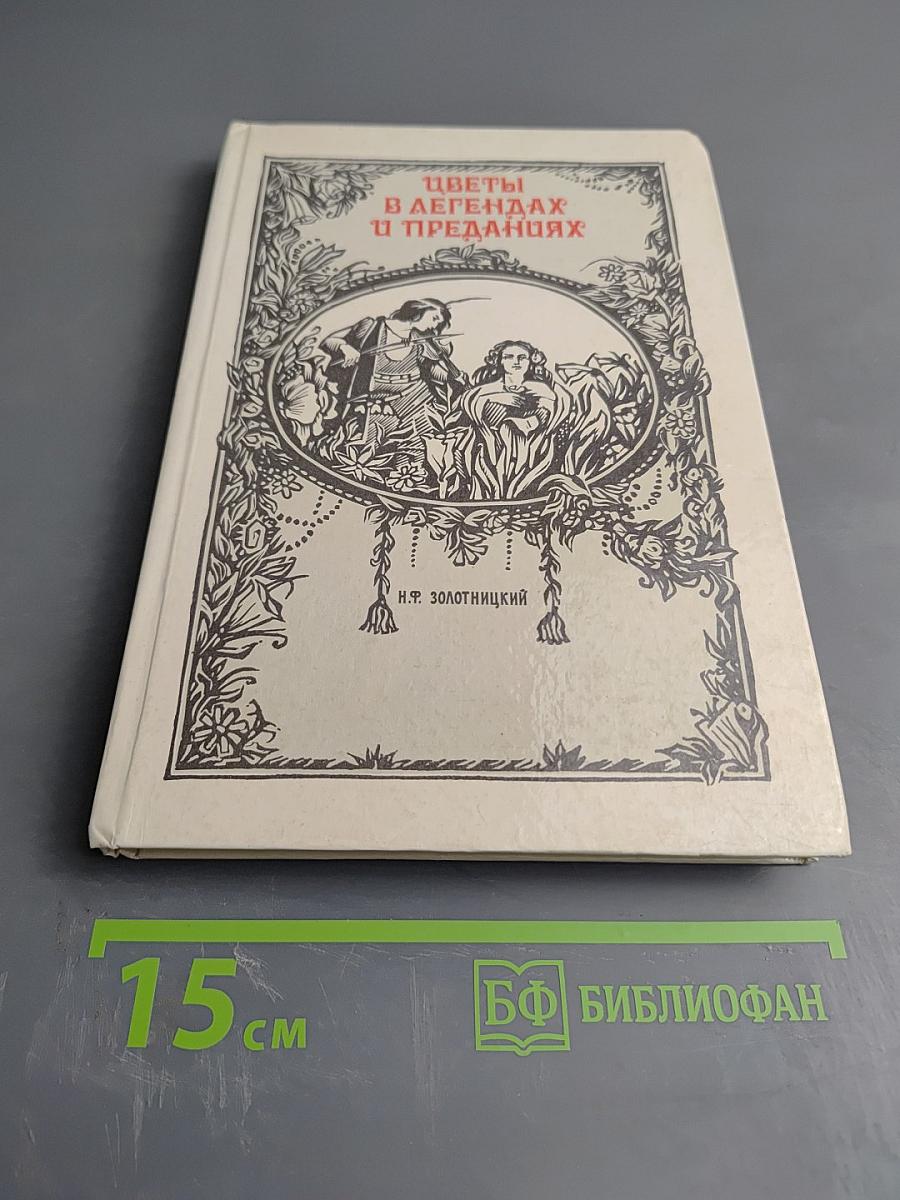 ЦВЕТЫ
В ЛЕГЕНДАХ
И ПРЕДАНИЯХ
Н.Ф. ЗОЛОТНИЦКИЙ
15 см
БФ БИБЛИОФАН